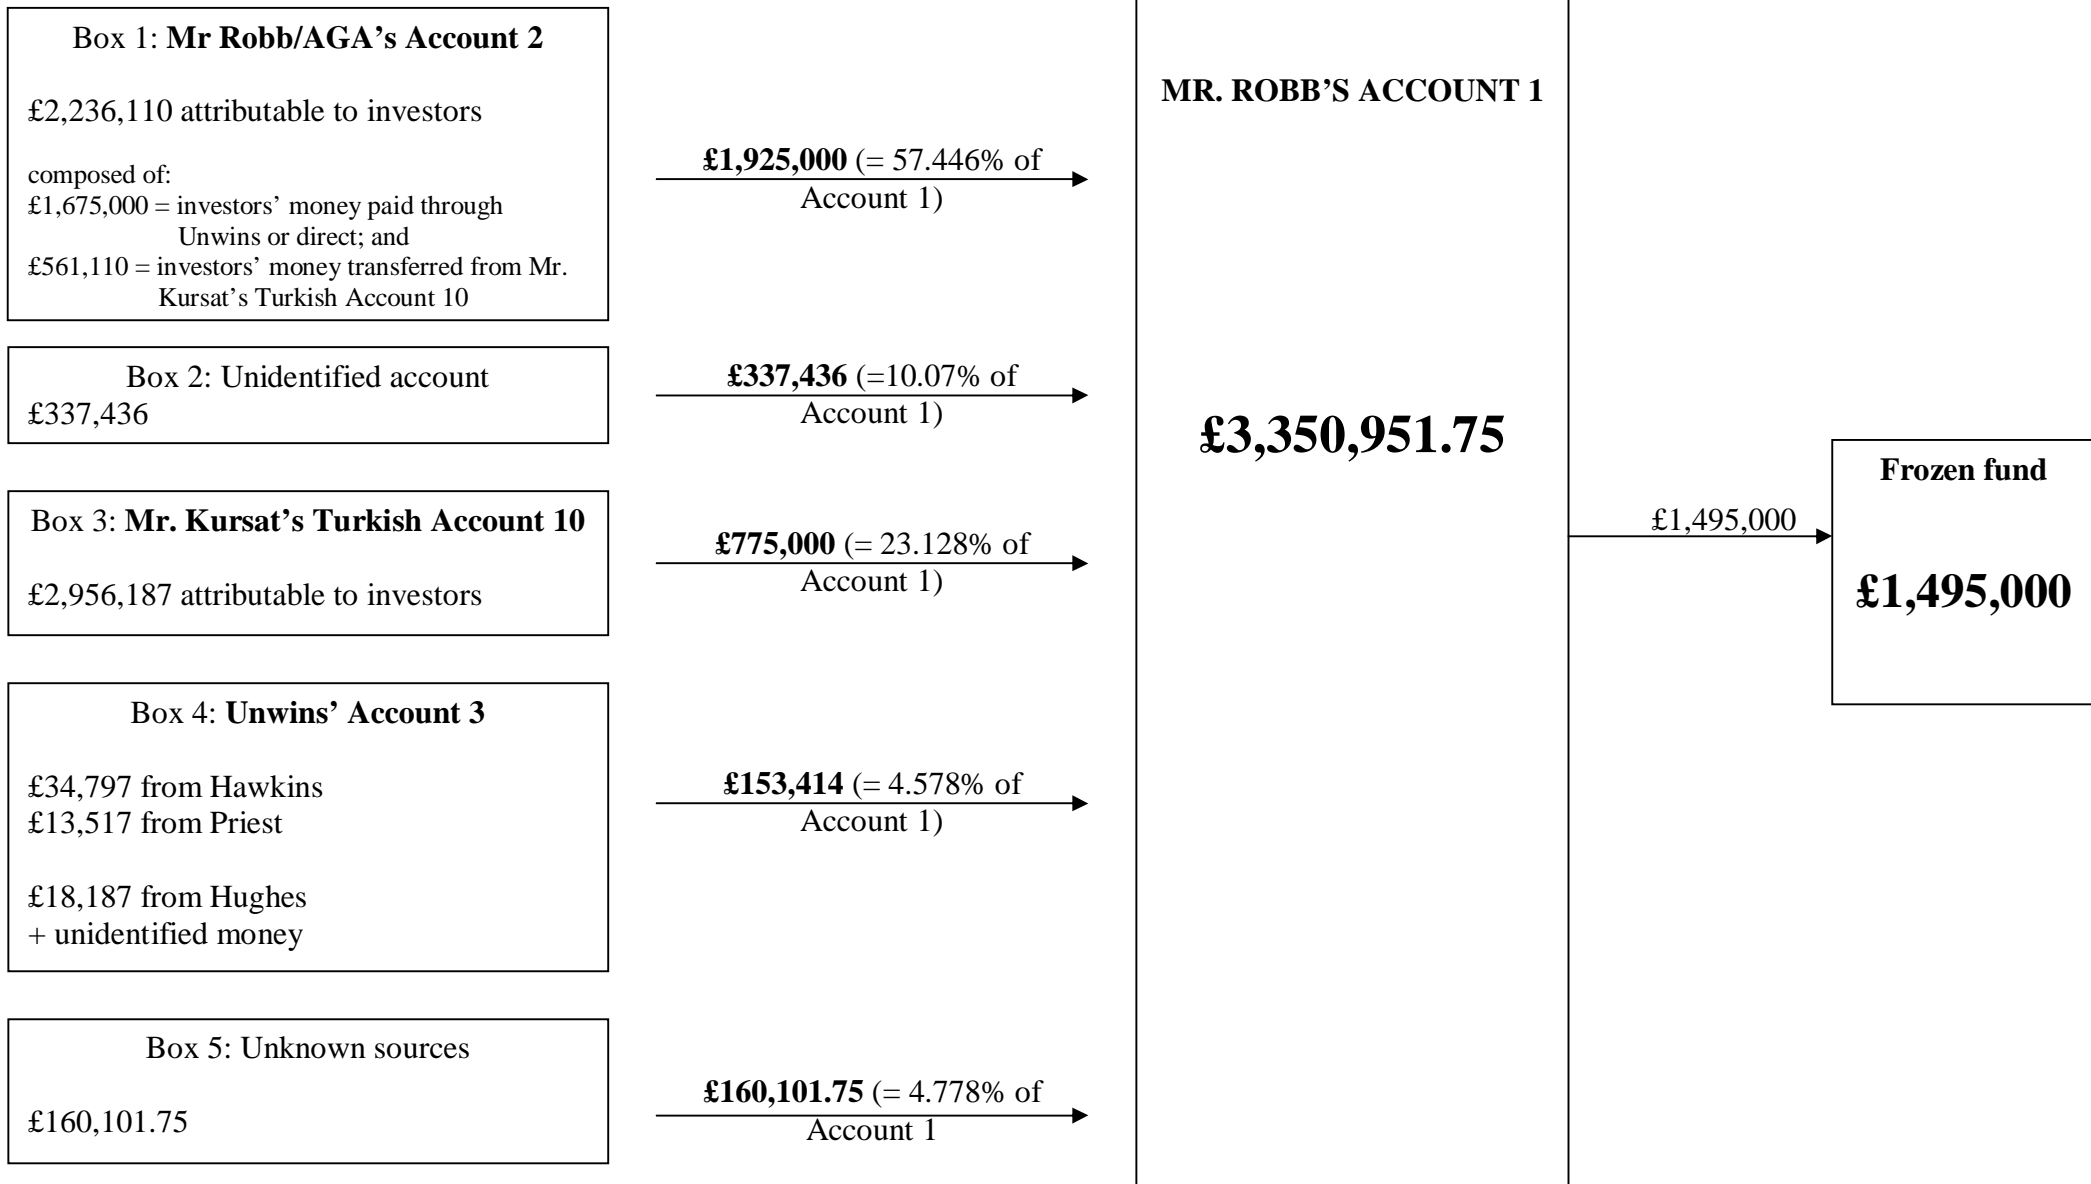 Box 1: Mr Robb/AGA’s Account 2
£2,236,110 attributable to investors
composed of:
£1,675,000 = investors’ money paid through
Unwins or direct; and
£561,110 = investors’ money transferred from Mr.
Kursat’s Turkish Account 10
£1,925,000 (= 57.446% of
Account 1)
Box 2: Unidentified account
£337,436
£337,436 (=10.07% of
Account 1)
Box 3: Mr. Kursat’s Turkish Account 10
£2,956,187 attributable to investors
£775,000 (= 23.128% of
Account 1)
Box 4: Unwins’ Account 3
£34,797 from Hawkins
£13,517 from Priest
£18,187 from Hughes
+ unidentified money
£153,414 (= 4.578% of
Account 1)
Box 5: Unknown sources
£160,101.75
£160,101.75 (= 4.778% of
Account 1
MR. ROBB’S ACCOUNT 1
£3,350,951.75
£1,495,000
Frozen fund
£1,495,000